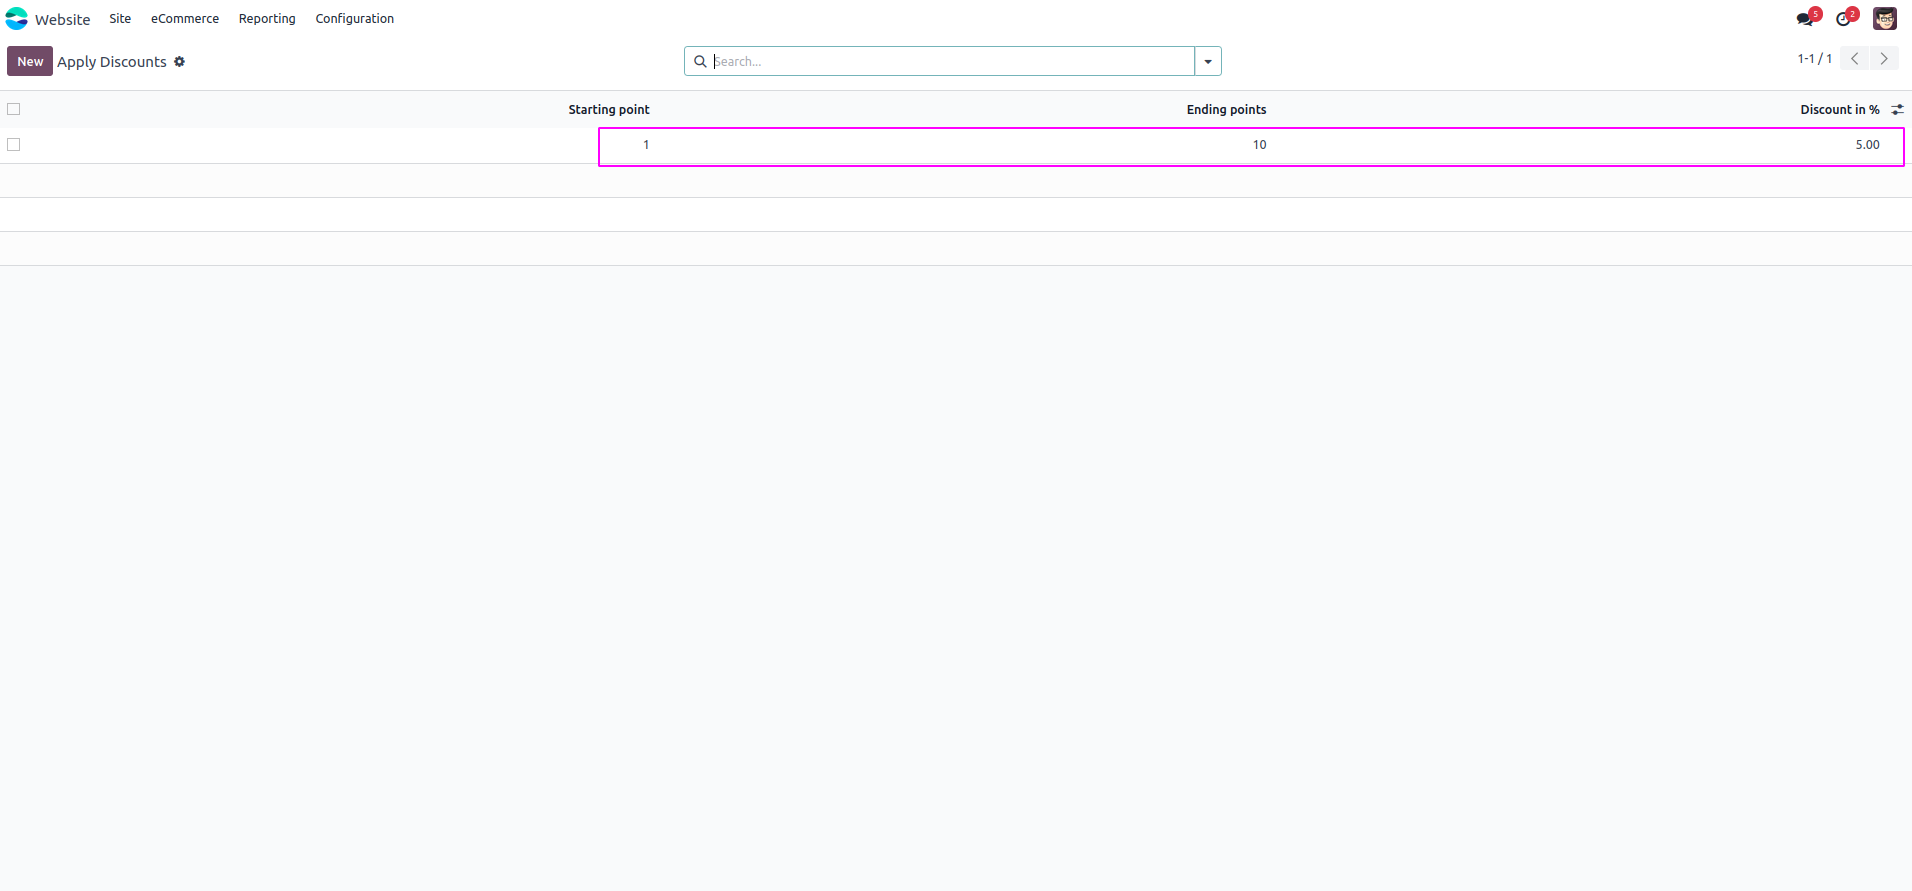 Website Site eCommerce Reporting Configuration 5 2
New Apply Discounts Search... 1-1 / 1
Starting point Ending points Discount in %
1 10 5.00